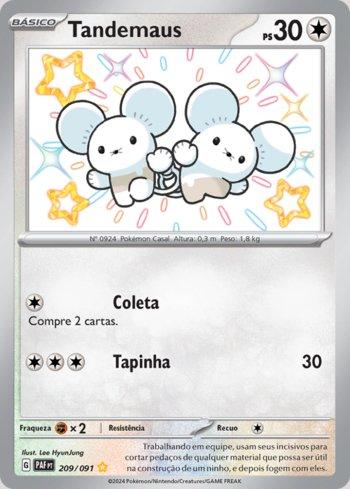 BÁSICO Tandemaus PS30
Nº 0924 Pokémon Casal Altura: 0,3 m Peso: 1,8 kg
Coleta
Compre 2 cartas.
Tapinha 30
Fraqueza ×2 Resistência Recuo
Ilust. Lee HyunJung
G PAF PT 209/091
Trabalhando em equipe, usam seus incisivos para
cortar pedaços de qualquer material que possa ser útil
na construção de um ninho, e depois fogem com eles.
©2024 Pokémon/Nintendo/Creatures/GAME FREAK